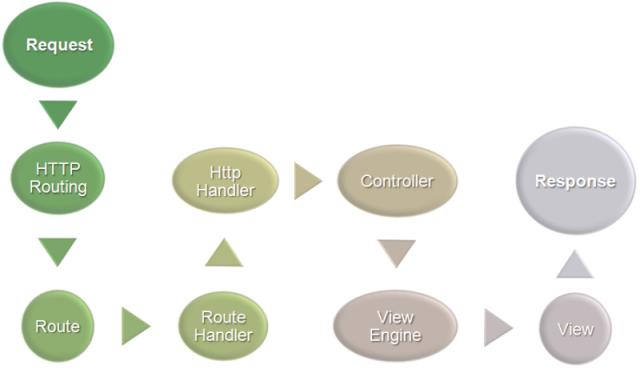 Request
HTTP
Routing
Route
Route
Handler
Http
Handler
Controller
View
Engine
View
Response